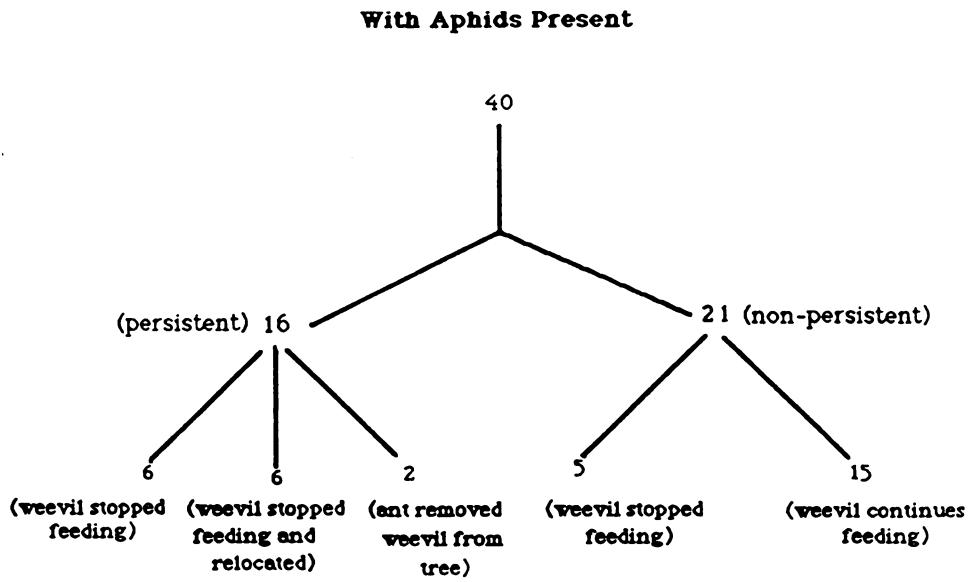 With Aphids Present
40
(persistent) 16
21 (non-persistent)
6
6
2
5
15
(weevil stopped
feeding)
(weevil stopped
feeding and
relocated)
(ant removed
weevil from
tree)
(weevil stopped
feeding)
(weevil continues
feeding)